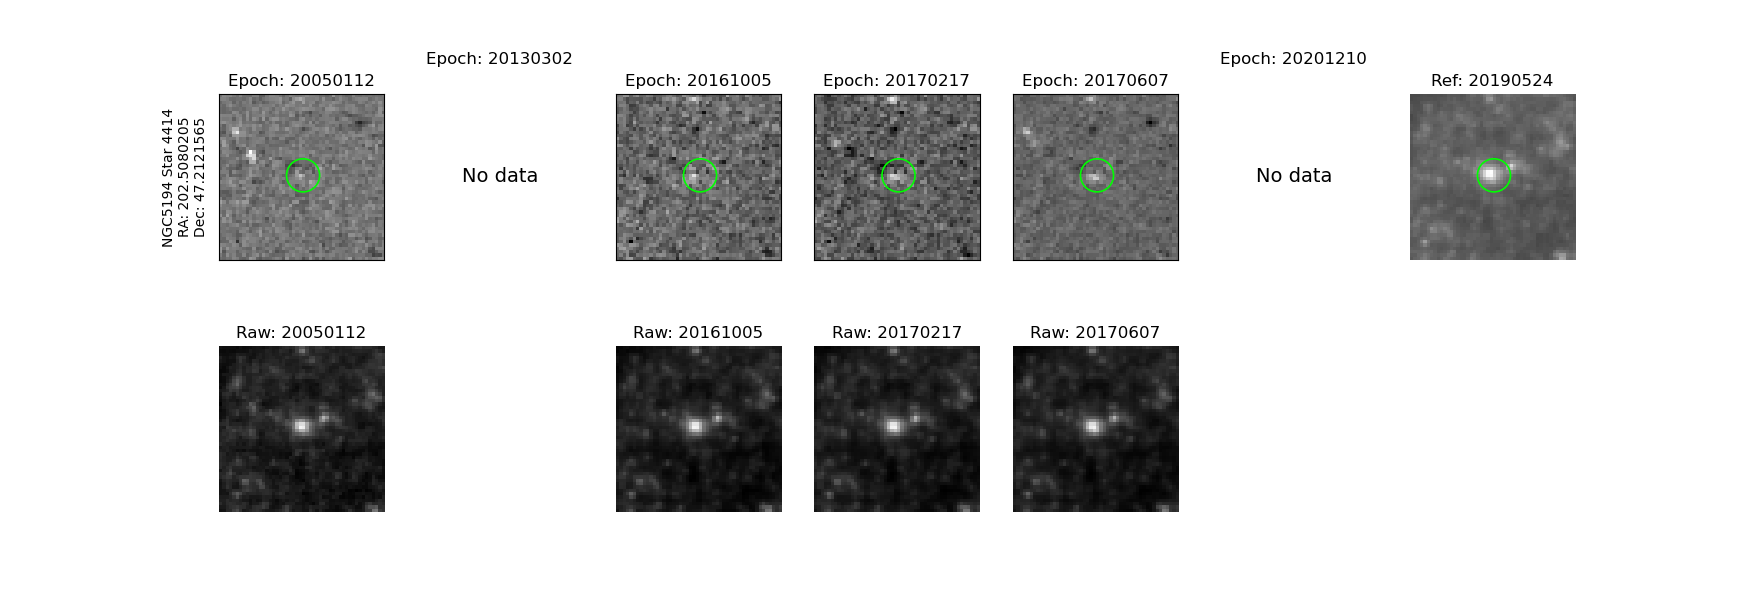 Epoch: 20130302
Epoch: 20201210
Epoch: 20050112
Epoch: 20161005
Epoch: 20170217
Epoch: 20170607
Ref: 20190524
NGC5194 Star 4414
RA: 202.5080205
Dec: 47.21121565
No data
No data
Raw: 20050112
Raw: 20161005
Raw: 20170217
Raw: 20170607